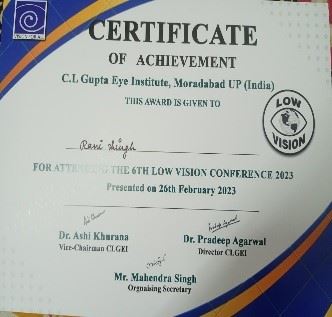 CERTIFICATE
OF ACHIEVEMENT
C.L Gupta Eye Institute, Moradabad UP (India)
THIS AWARD IS GIVEN TO
LOW
VISION
Rani Singh
FOR ATTENDING THE 6TH LOW VISION CONFERENCE 2023
Presented on 26th February 2023
Dr. Ashi Khurana
Vice-Chairman CLGEI
Dr. Pradeep Agarwal
Director CLGEI
Mr. Mahendra Singh
Orgnaising Secretary